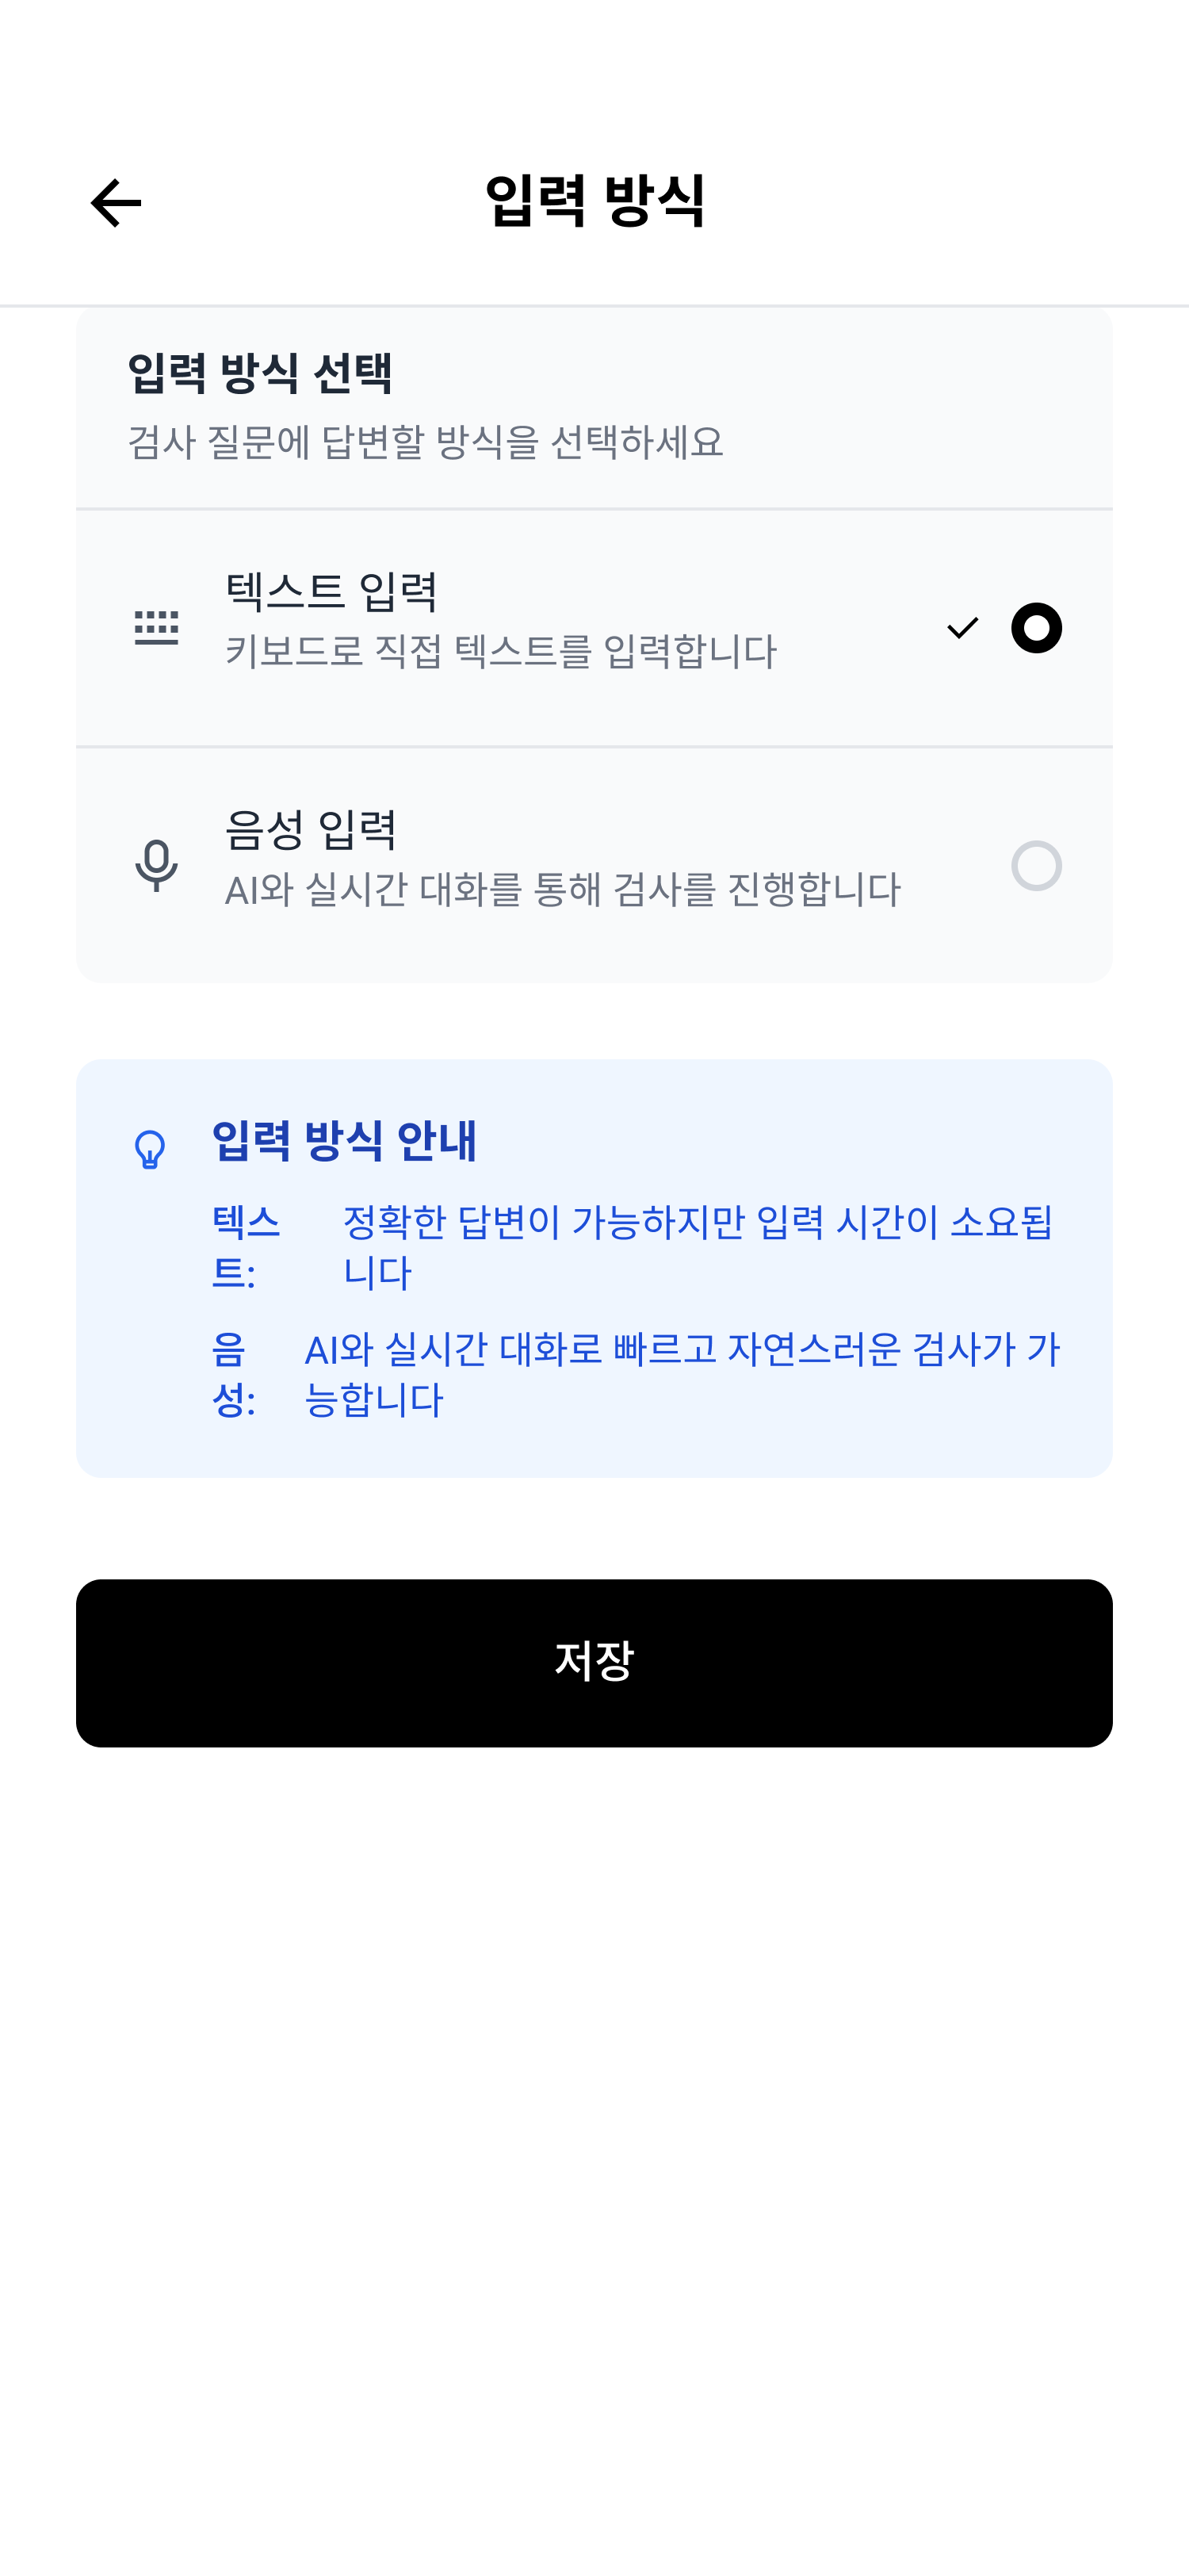 입력 방식
입력 방식 선택
검사 질문에 답변할 방식을 선택하세요
텍스트 입력
키보드로 직접 텍스트를 입력합니다
음성 입력
AI와 실시간 대화를 통해 검사를 진행합니다
입력 방식 안내
텍스
트:
정확한 답변이 가능하지만 입력 시간이 소요됩
니다
음
성:
AI와 실시간 대화로 빠르고 자연스러운 검사가 가
능합니다
저장